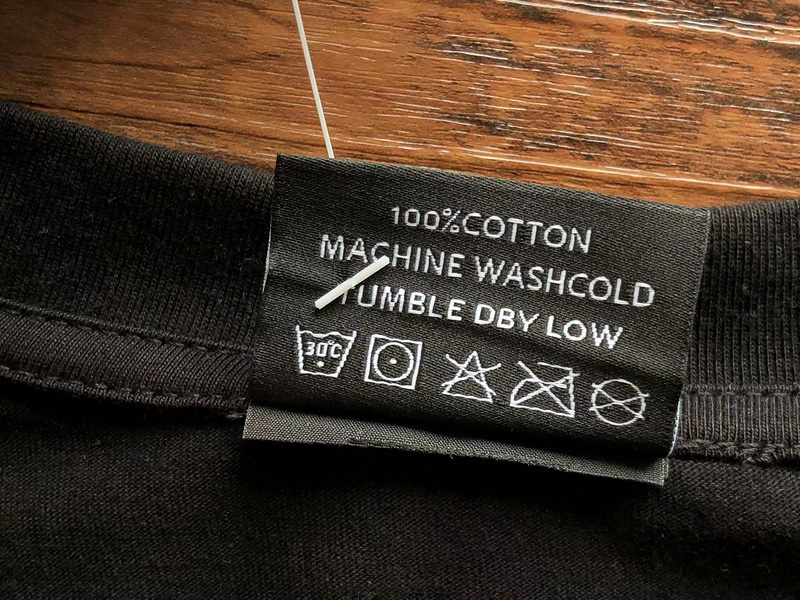 100%COTTON
MACHINE WASHCOLD
TUMBLE DBY LOW
30°C